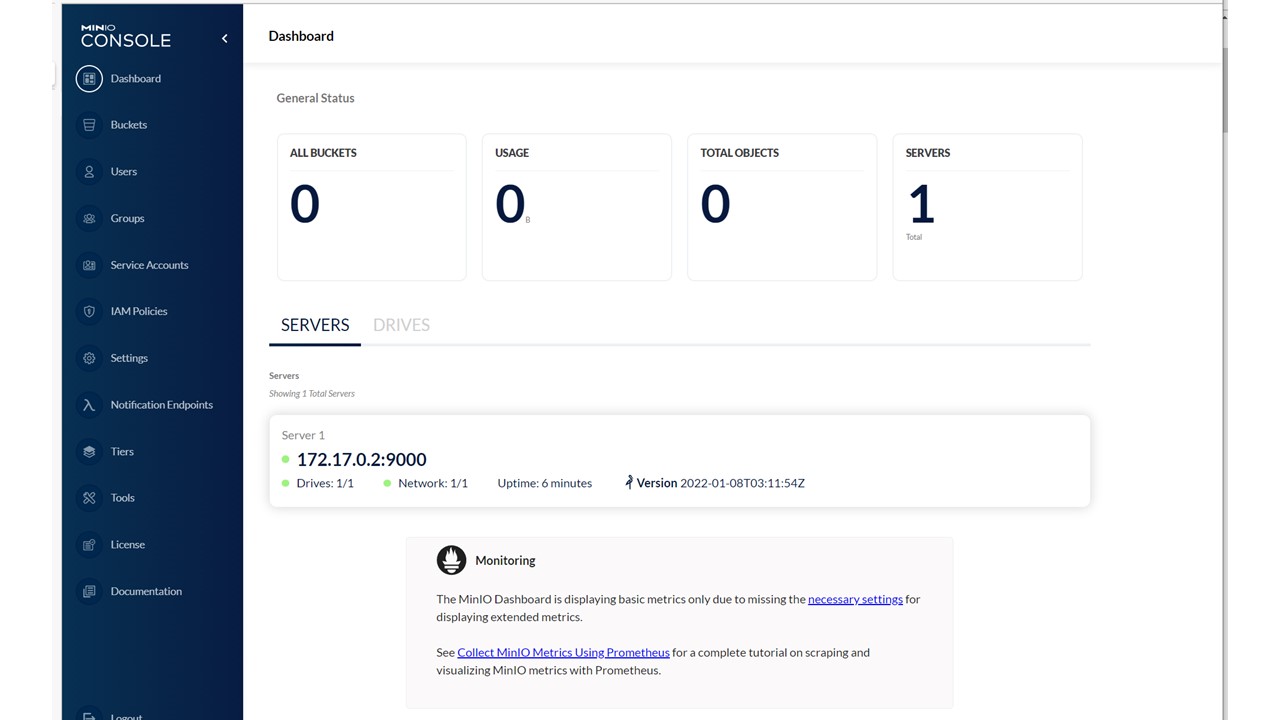 MINIO
CONSOLE
Dashboard
Buckets
Users
Groups
Service Accounts
IAM Policies
Settings
Notification Endpoints
Tiers
Tools
License
Documentation
Logout
Dashboard
General Status
ALL BUCKETS
0
USAGE
0 B
TOTAL OBJECTS
0
SERVERS
1
Total
SERVERS DRIVES
Servers
Showing 1 Total Servers
Server 1
172.17.0.2:9000
Drives: 1/1 Network: 1/1 Uptime: 6 minutes Version 2022-01-08T03:11:54Z
Monitoring
The MinIO Dashboard is displaying basic metrics only due to missing the necessary settings for
displaying extended metrics.
See Collect MinIO Metrics Using Prometheus for a complete tutorial on scraping and
visualizing MinIO metrics with Prometheus.